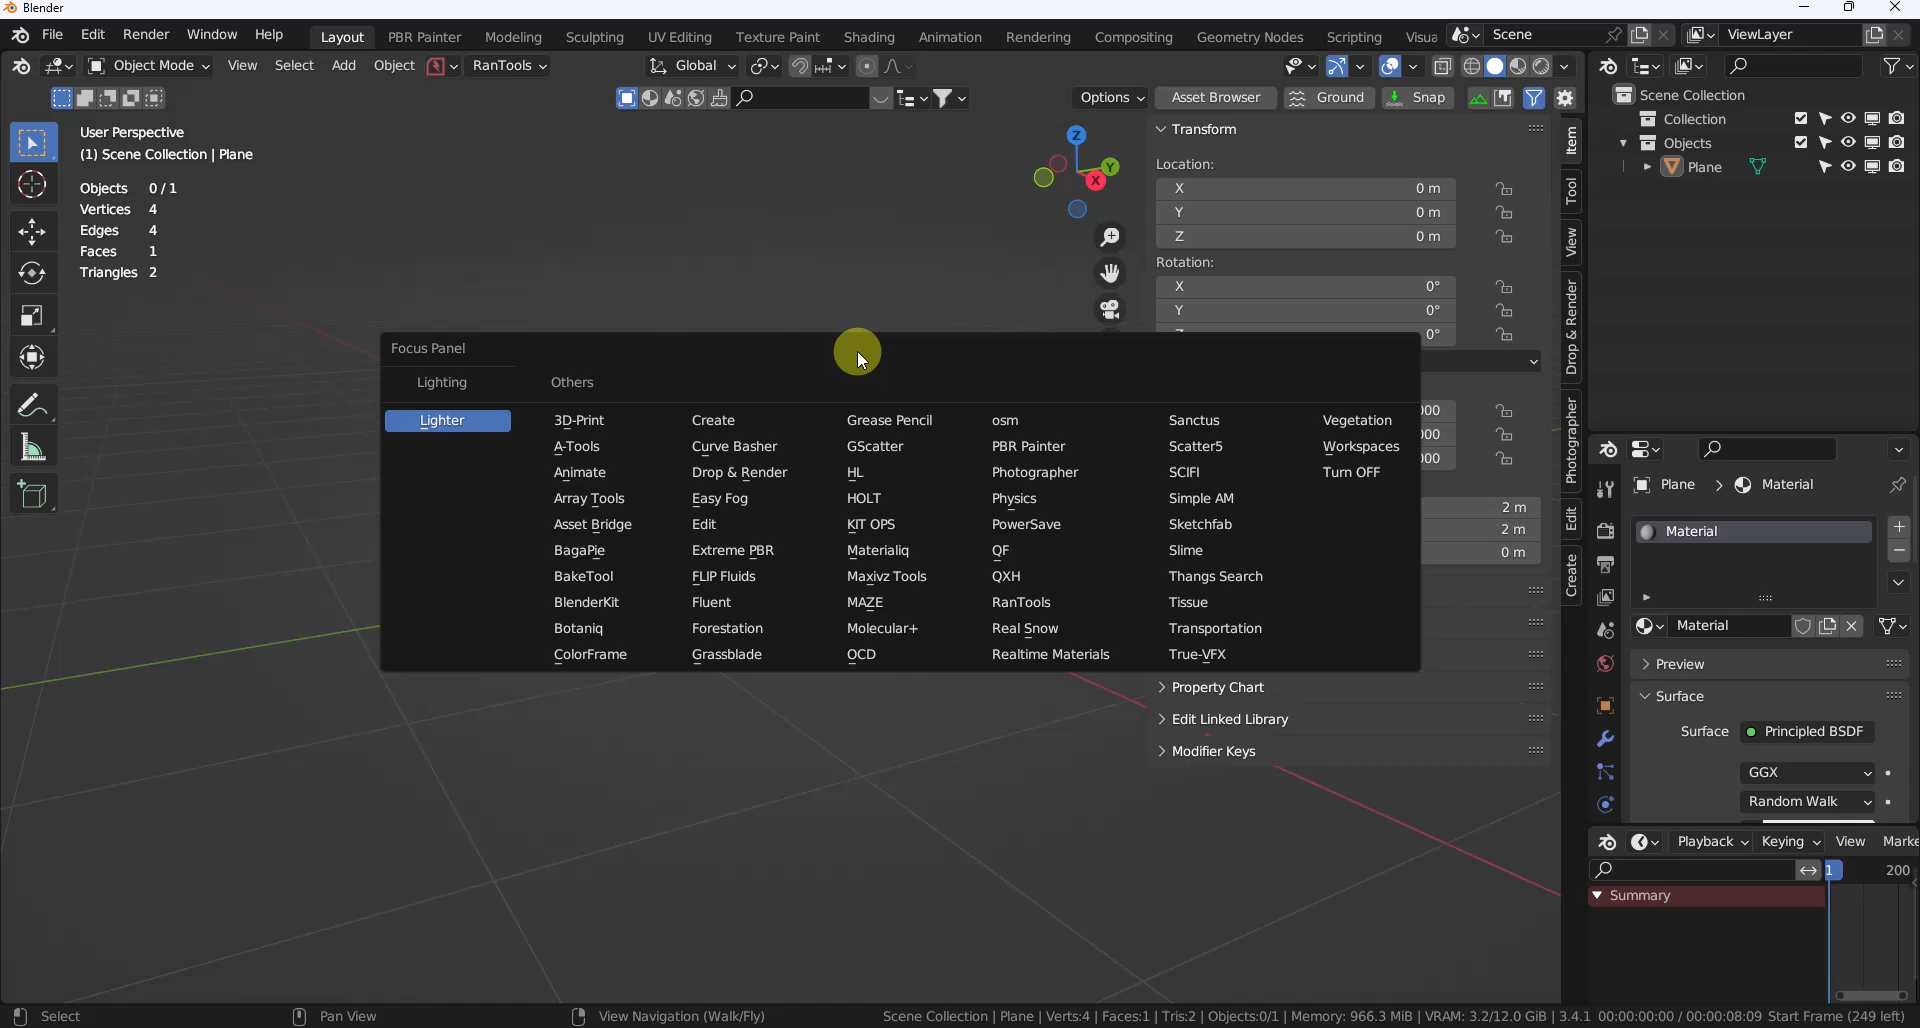 Blender
File Edit Render Window Help Layout PBR Painter Modeling Sculpting UV Editing Texture Paint Shading Animation Rendering Compositing Geometry Nodes Scripting Visua Scene ViewLayer
Object Mode View Select Add Object RanTools Global
Options Asset Browser Ground Snap
User Perspective
(1) Scene Collection | Plane
Objects 0/1
Vertices 4
Edges 4
Faces 1
Triangles 2
Z
Y
X
Transform
Location:
X 0 m
Y 0 m
Z 0 m
Rotation:
X 0°
Y 0°
0°
000
000
000
2 m
2 m
0 m
Property Chart
Edit Linked Library
Modifier Keys
Item
Tool
View
Drop & Render
Photographer
Edit
Create
Focus Panel
Lighting Others
Lighter 3D-Print Create Grease Pencil osm Sanctus Vegetation
A-Tools Curve Basher GScatter PBR Painter Scatter5 Workspaces
Animate Drop & Render HL Photographer SCIFI Turn OFF
Array Tools Easy Fog HOLT Physics Simple AM
Asset Bridge Edit KIT OPS PowerSave Sketchfab
BagaPie Extreme PBR Materialiq QF Slime
BakeTool FLIP Fluids Maxivz Tools QXH Thangs Search
BlenderKit Fluent MAZE RanTools Tissue
Botaniq Forestation Molecular+ Real Snow Transportation
ColorFrame Grassblade OCD Realtime Materials True-VFX
Scene Collection
Collection
Objects
Plane
Plane > Material
Material
Material
Preview
Surface
Surface Principled BSDF
GGX
Random Walk
Playback Keying View Marke
1 200
Summary
Select Pan View View Navigation (Walk/Fly) Scene Collection | Plane | Verts:4 | Faces:1 | Tris:2 | Objects:0/1 | Memory: 966.3 MiB | VRAM: 3.2/12.0 GiB | 3.4.1 00:00:00:00 / 00:00:08:09 Start Frame (249 left)